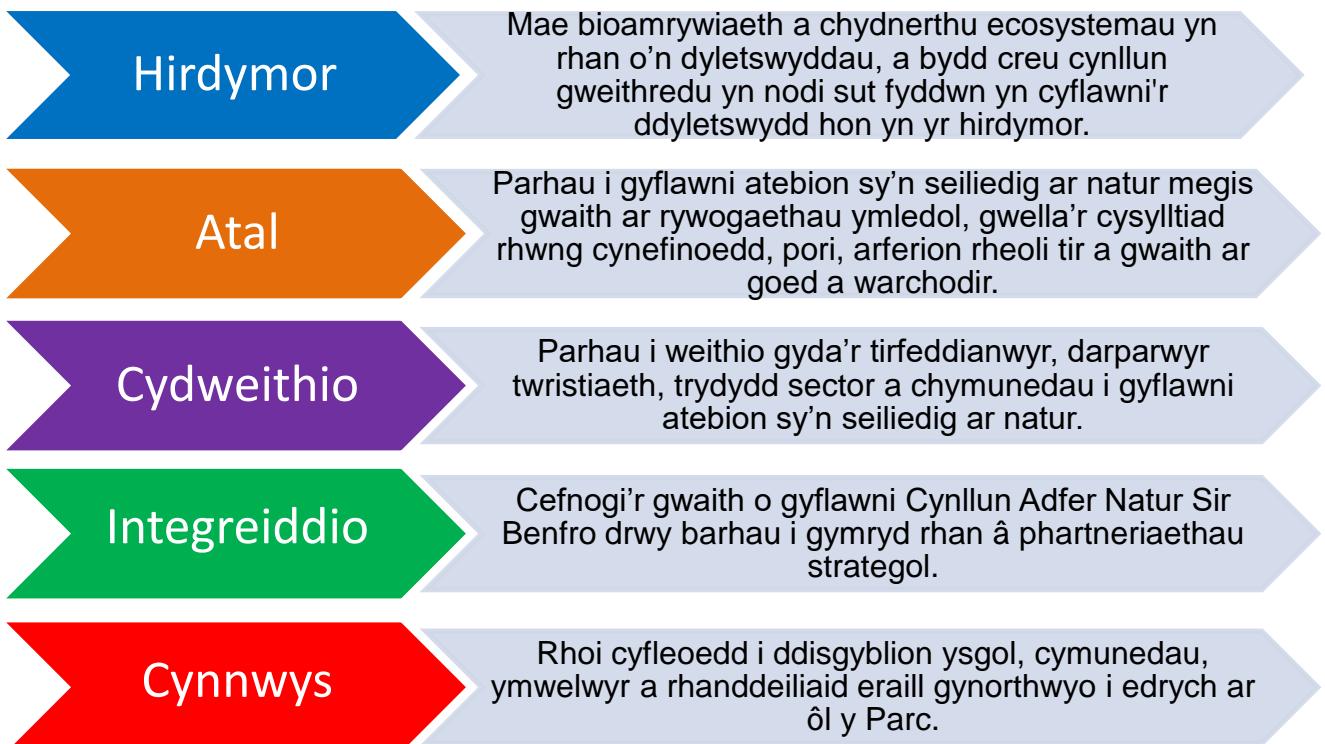 Hirdymor
Mae bioamrywiaeth a chydnerthu ecosystemau yn
rhan o’n dyletswyddau, a bydd creu cynllun
gweithredu yn nodi sut fyddwn yn cyflawni'r
ddyletswydd hon yn yr hirdymor.
Atal
Parhau i gyflawni atebion sy’n seiliedig ar natur megis
gwaith ar rywogaethau ymledol, gwella’r cysylltiad
rhwng cynefinoedd, pori, arferion rheoli tir a gwaith ar
goed a warchodir.
Cydweithio
Parhau i weithio gyda’r tirfeddianwyr, darparwyr
twristiaeth, trydydd sector a chymunedau i gyflawni
atebion sy’n seiliedig ar natur.
Integreiddio
Cefnogi’r gwaith o gyflawni Cynllun Adfer Natur Sir
Benfro drwy barhau i gymryd rhan â phartneriaethau
strategol.
Cynnwys
Rhoi cyfleoedd i ddisgyblion ysgol, cymunedau,
ymwelwyr a rhanddeiliaid eraill gynorthwyo i edrych ar
ôl y Parc.